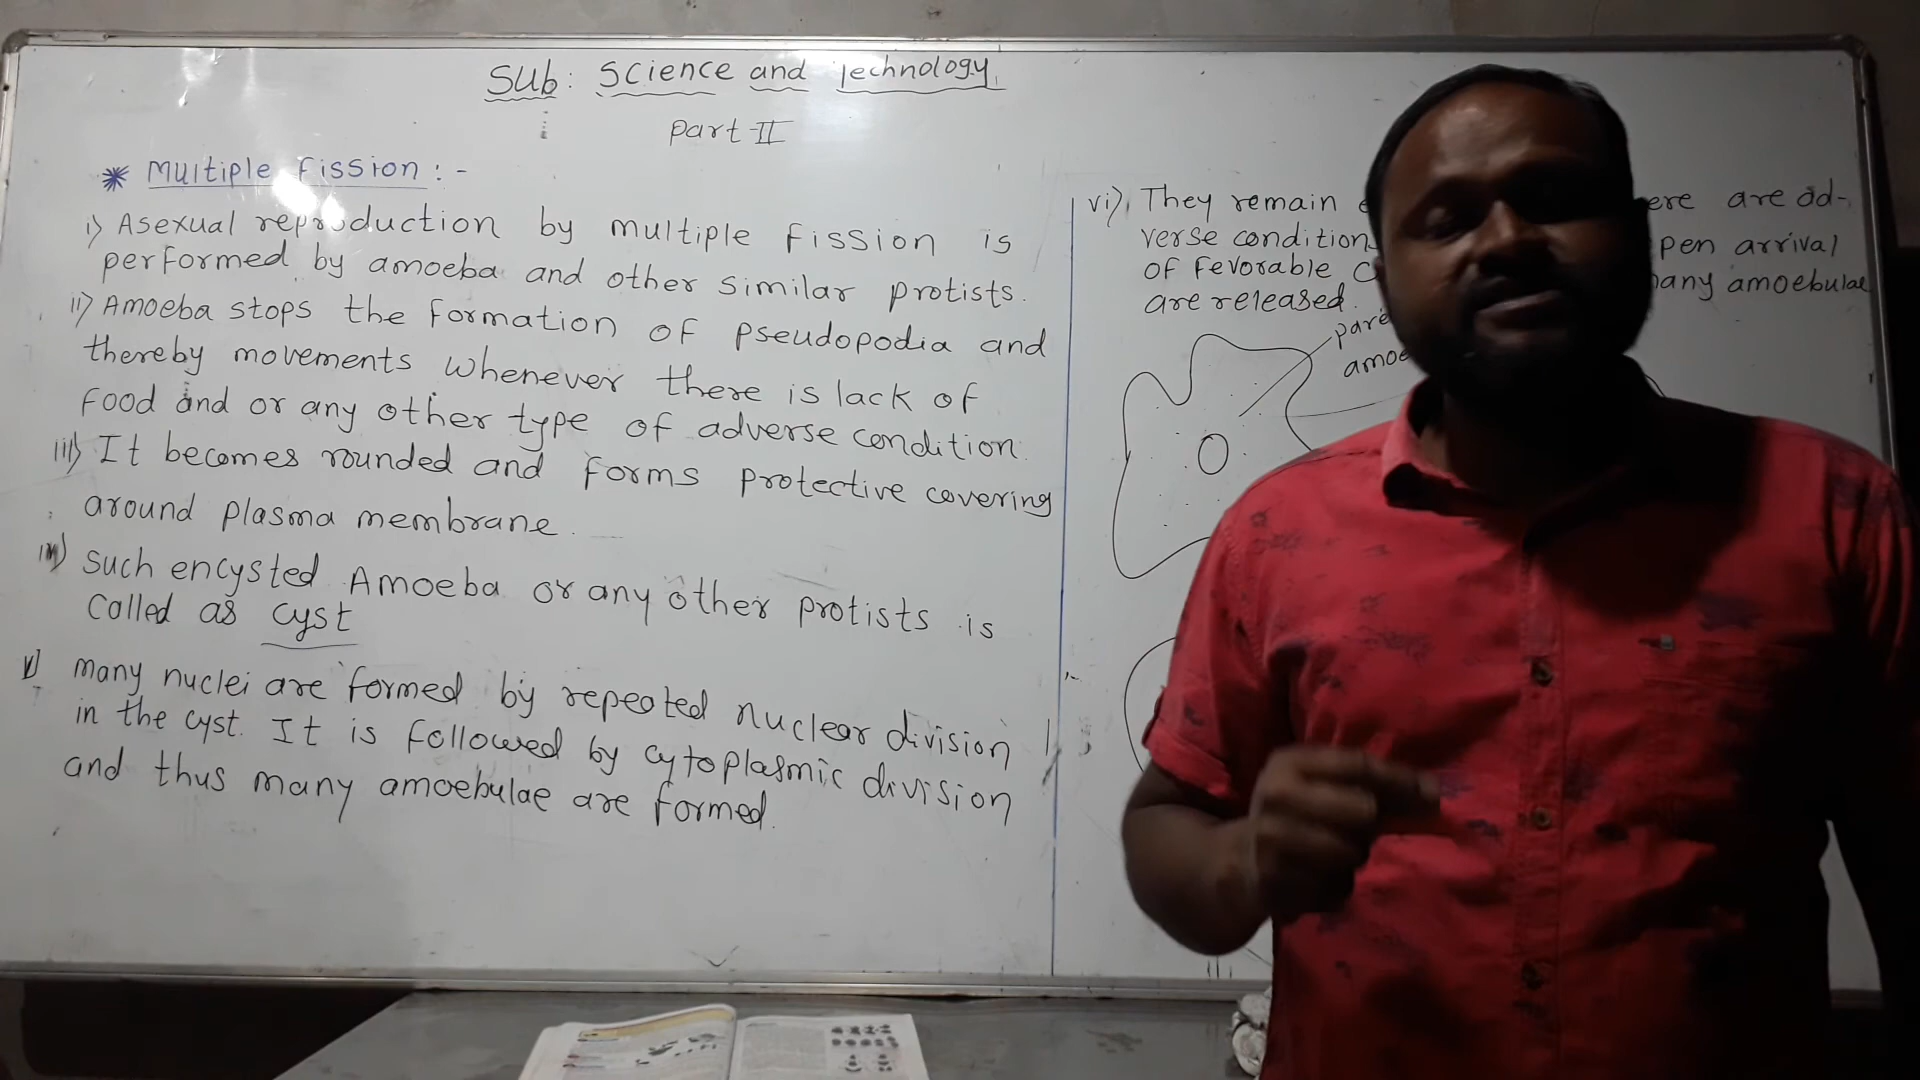 Sub: Science and Technology
Part II
* Multiple Fission :-
i) Asexual reproduction by multiple fission is
performed by amoeba and other similar protists.
ii) Amoeba stops the formation of pseudopodia and
thereby movements whenever there is lack of
food and or any other type of adverse condition.
iii) It becomes rounded and forms protective covering
around plasma membrane.
iv) Such encysted Amoeba or any other protists is
called as cyst
v) many nuclei are formed by repeated nuclear division
in the cyst. It is followed by cytoplasmic division
and thus many amoebulae are formed.
vi) They remain are ad-
verse condition arrival
of fevorable amoebulae
are released.